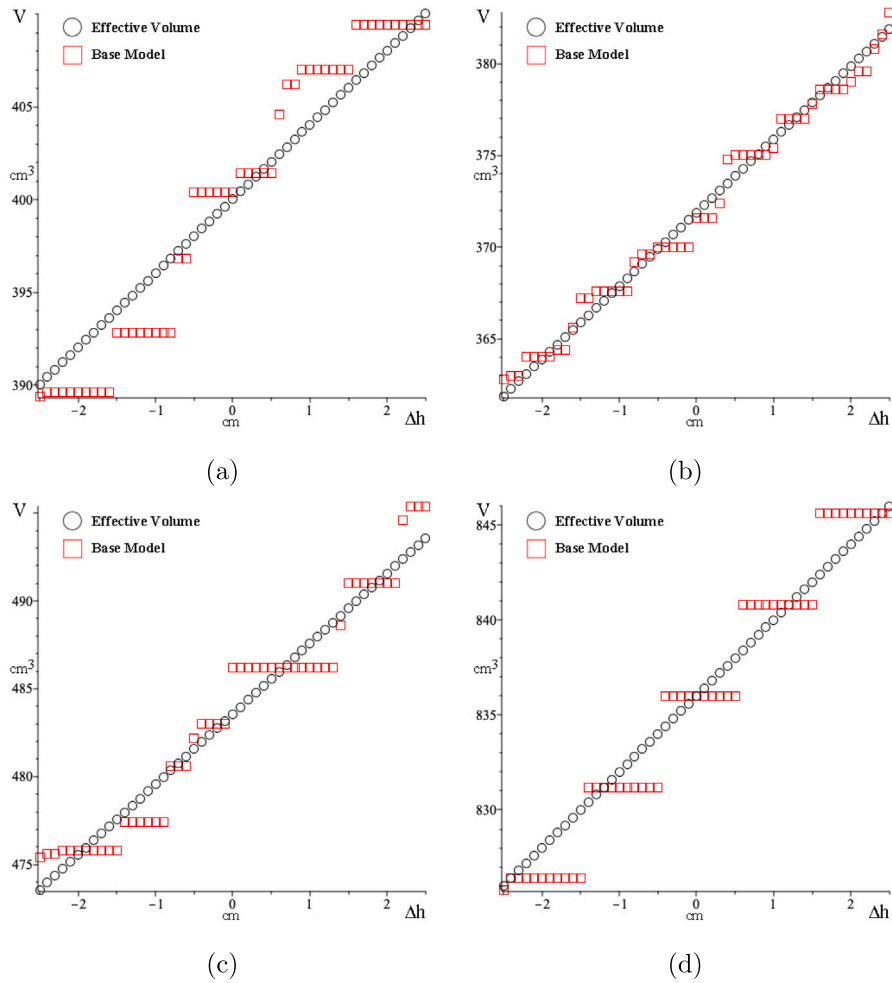 V
Effective Volume
Base Model
405
cm³
400
395
390
−2 −1 0 1 2
cm
Δh
(a)
Effective Volume
Base Model
380
375
cm³
370
365
−2 −1 0 1 2
cm
Δh
(b)
V
Effective Volume
Base Model
490
cm³
485
480
475
−2 −1 0 1 2
cm
Δh
(c)
V
Effective Volume
Base Model
845
840
cm³
835
830
−2 −1 0 1 2
cm
Δh
(d)